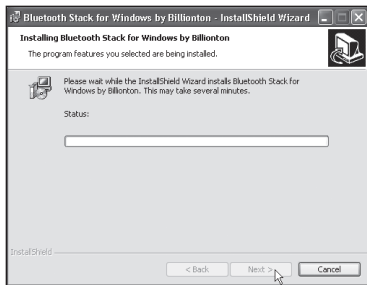 Bluetooth Stack for Windows by Billionton - InstallShield Wizard
Installing Bluetooth Stack for Windows by Billionton
The program features you selected are being installed.
Please wait while the InstallShield Wizard installs Bluetooth Stack for
Windows by Billionton. This may take several minutes.
Status:
InstallShield
< Back
Next >
Cancel